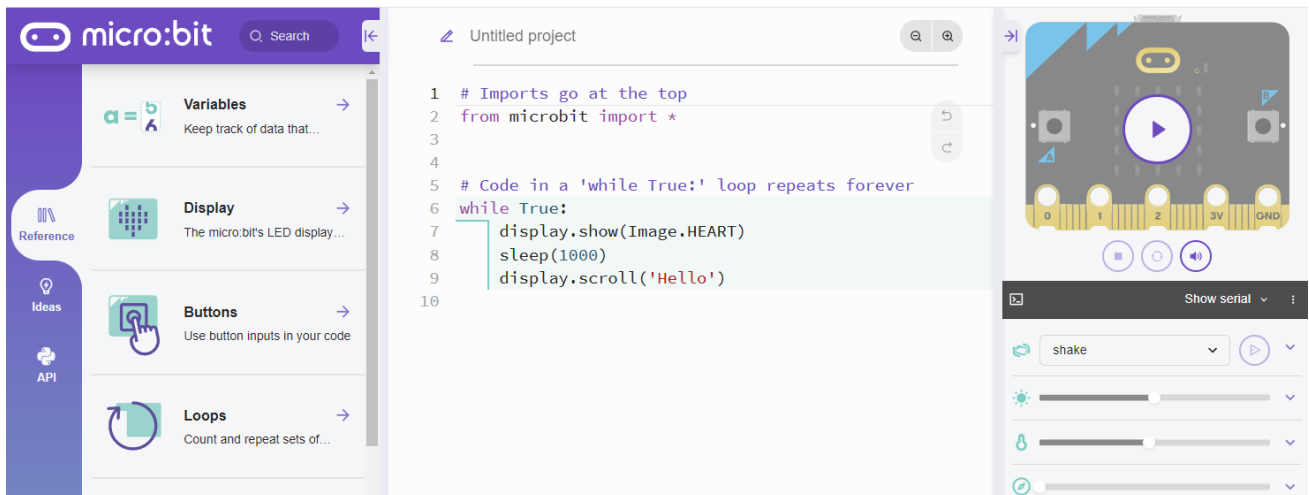 micro:bit
Search
Reference
Ideas
API
Variables
Keep track of data that…
Display
The micro:bit's LED display…
Buttons
Use button inputs in your code
Loops
Count and repeat sets of…
Untitled project
1 # Imports go at the top
2 from microbit import *
3
4
5 # Code in a 'while True:' loop repeats forever
6 while True:
7 display.show(Image.HEART)
8 sleep(1000)
9 display.scroll('Hello')
10
B
A
0 1 2 3V GND
Show serial
shake